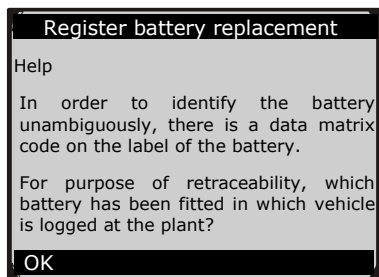 Register battery replacement
Help
In order to identify the battery
unambiguously, there is a data matrix
code on the label of the battery.
For purpose of retraceability, which
battery has been fitted in which vehicle
is logged at the plant?
OK